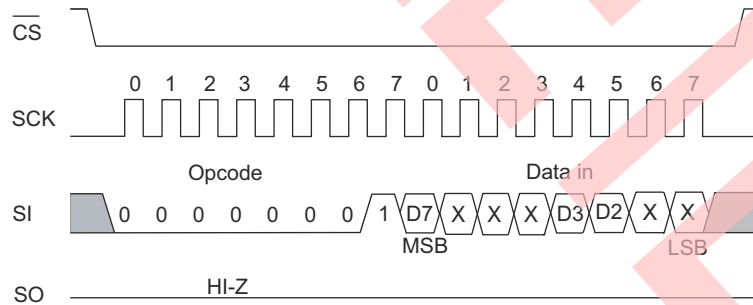 CS
0 1 2 3 4 5 6 7 0 1 2 3 4 5 6 7
SCK
Opcode Data in
SI 0 0 0 0 0 0 0 1 D7 X X X D3 D2 X X
MSB LSB
HI-Z
SO